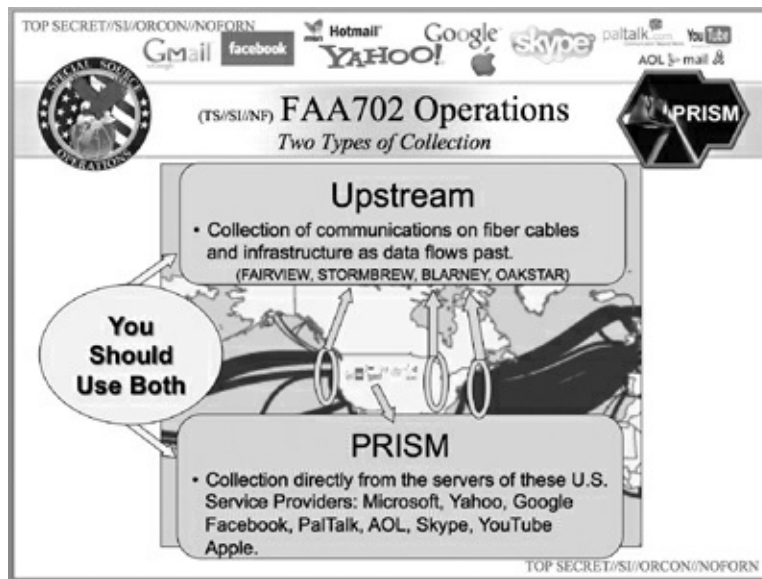 TOP SECRET//SI//ORCON//NOFORN
Gmail facebook Hotmail YAHOO! Google skype paltalk.com YouTube
AOL mail
SPECIAL SOURCE OPERATIONS
(TS//SI//NF) FAA702 Operations
Two Types of Collection
PRISM
Upstream
• Collection of communications on fiber cables
and infrastructure as data flows past.
(FAIRVIEW, STORMBREW, BLARNEY, OAKSTAR)
You
Should
Use Both
PRISM
• Collection directly from the servers of these U.S.
Service Providers: Microsoft, Yahoo, Google
Facebook, PalTalk, AOL, Skype, YouTube
Apple.
TOP SECRET//SI//ORCON//NOFORN